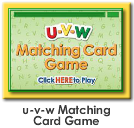 U-V-W
Matching Card
Game
Click HERE to Play!
u-v-w Matching
Card Game